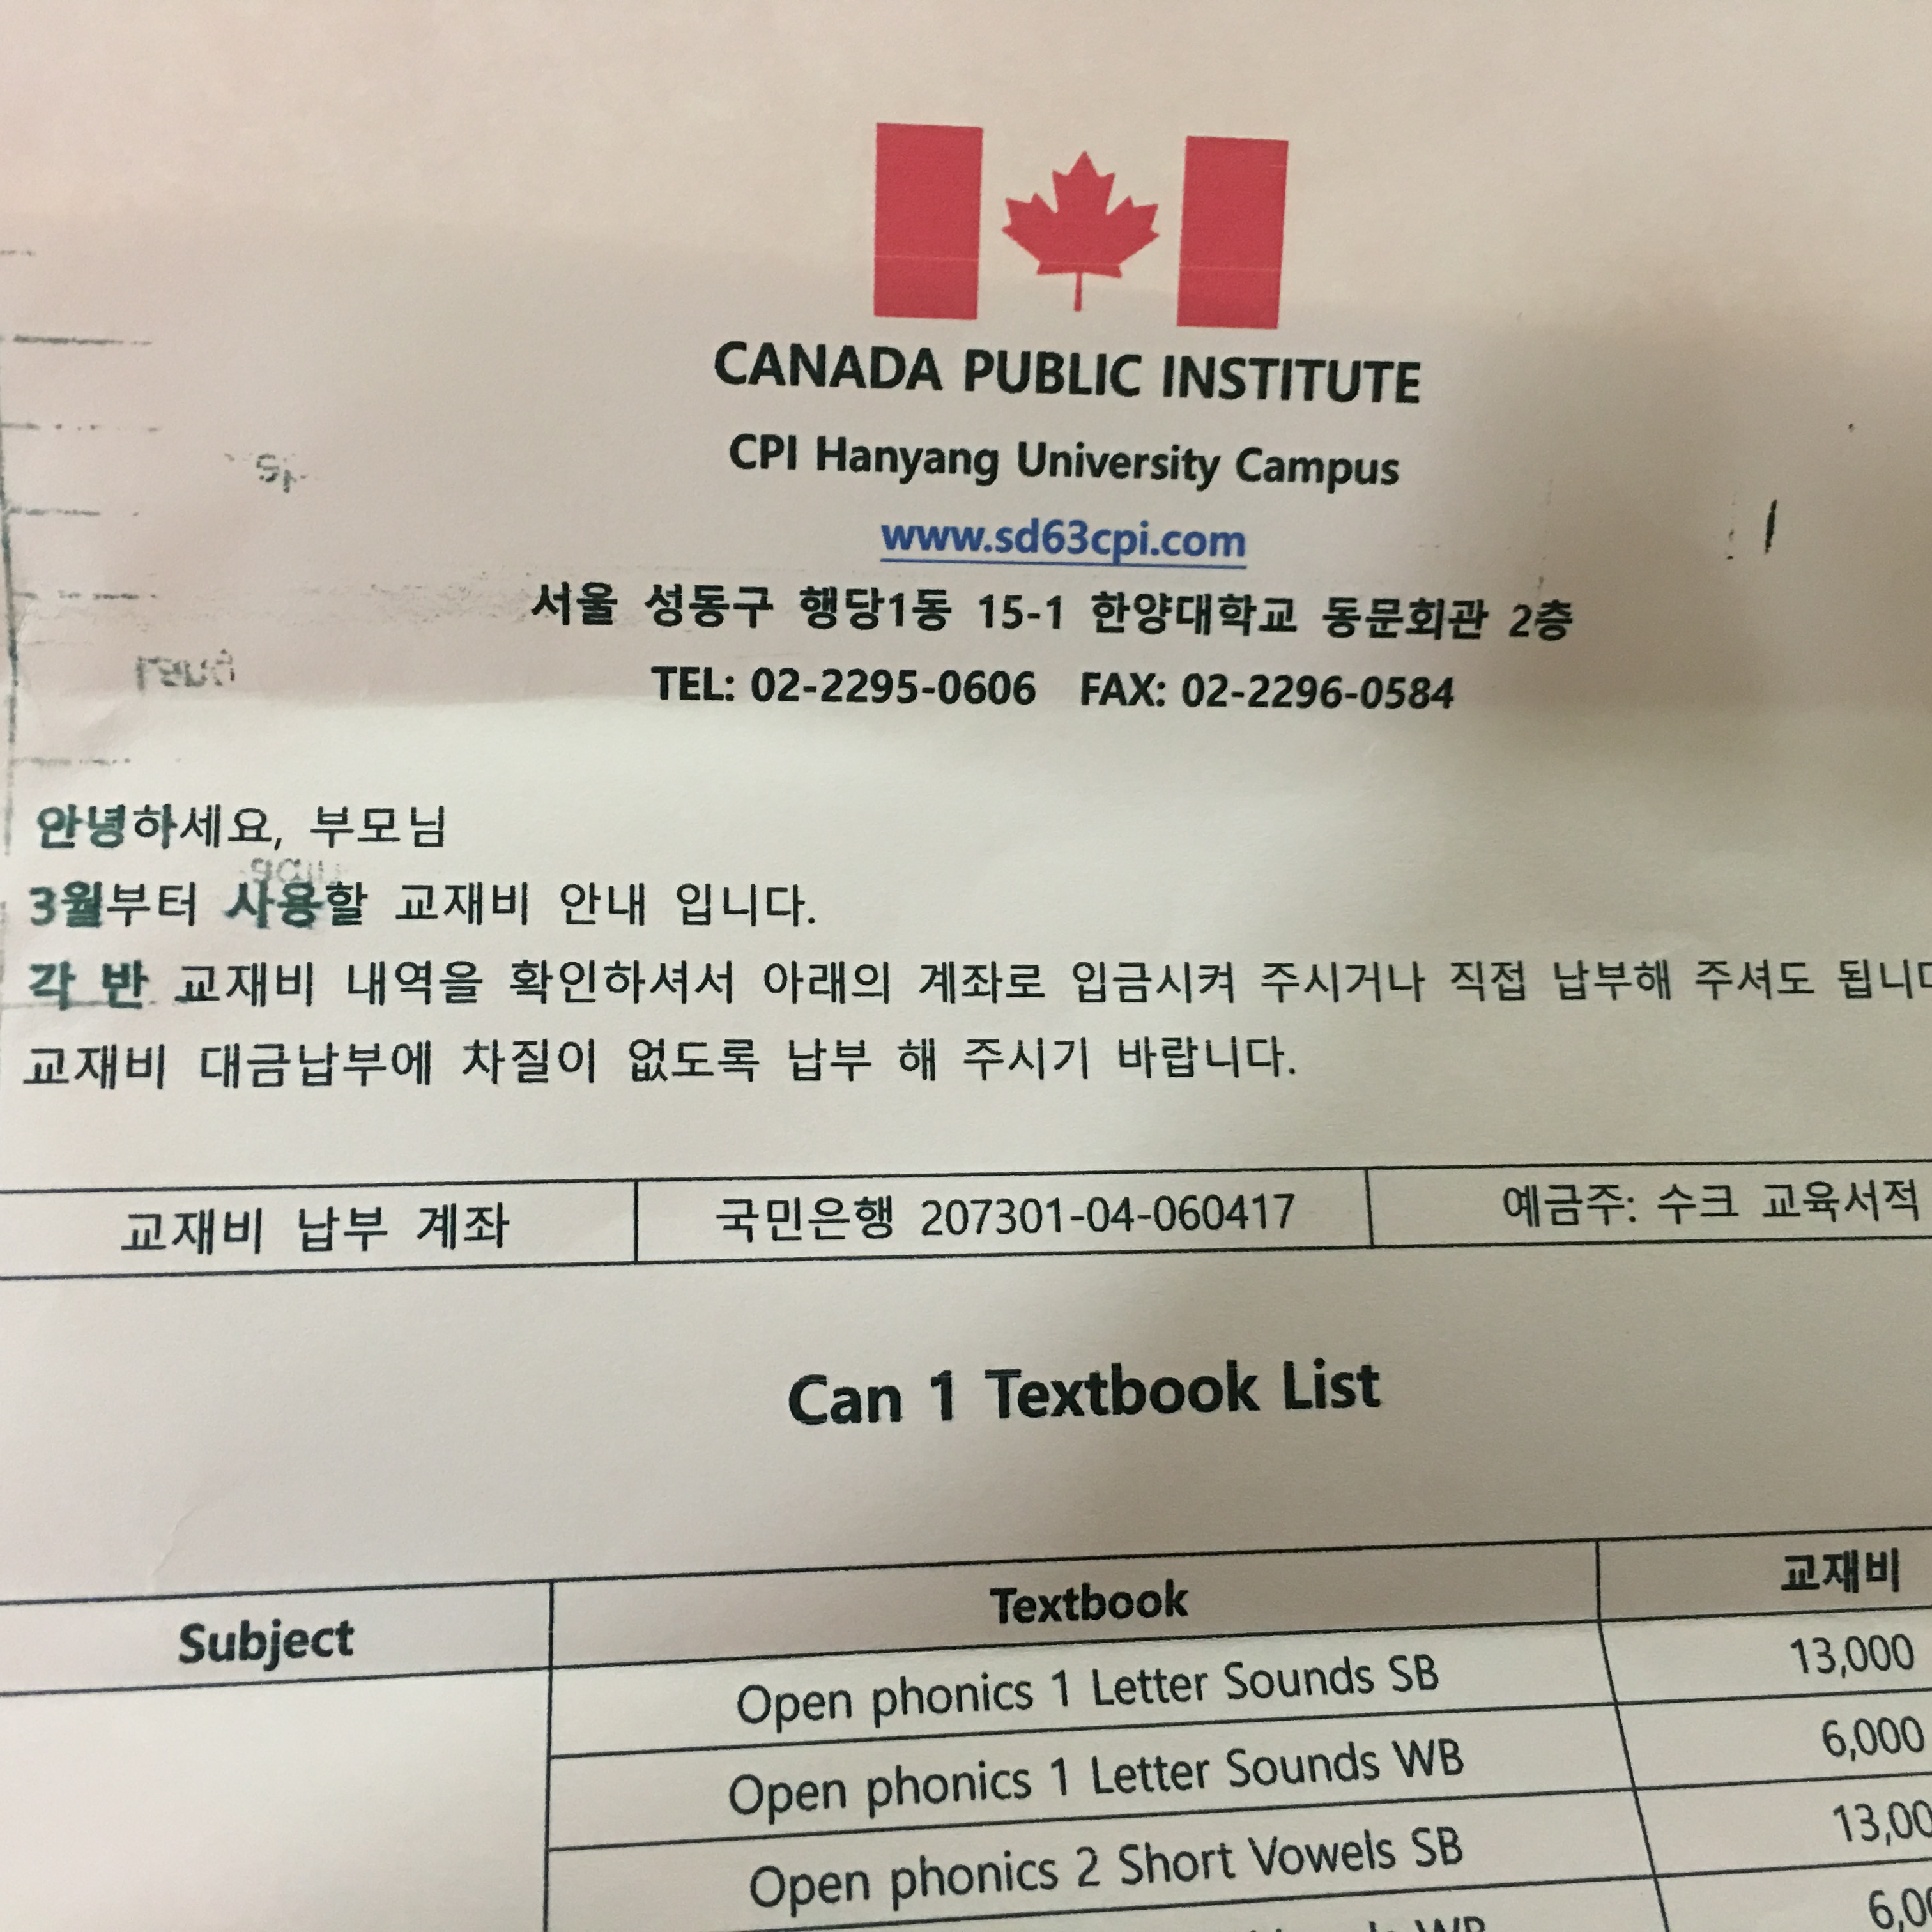 CANADA PUBLIC INSTITUTE
CPI Hanyang University Campus
www.sd63cpi.com
서울 성동구 행당1동 15-1 한양대학교 동문회관 2층
TEL: 02-2295-0606 FAX: 02-2296-0584
안녕하세요, 부모님
3월부터 사용할 교재비 안내 입니다.
각 반 교재비 내역을 확인하셔서 아래의 계좌로 입금시켜 주시거나 직접 납부해 주셔도 됩니다
교재비 대금납부에 차질이 없도록 납부 해 주시기 바랍니다.
교재비 납부 계좌 국민은행 207301-04-060417 예금주: 수크 교육서적
Can 1 Textbook List
Subject Textbook 교재비
Open phonics 1 Letter Sounds SB 13,000
Open phonics 1 Letter Sounds WB 6,000
Open phonics 2 Short Vowels SB 13,00
WB 6,0